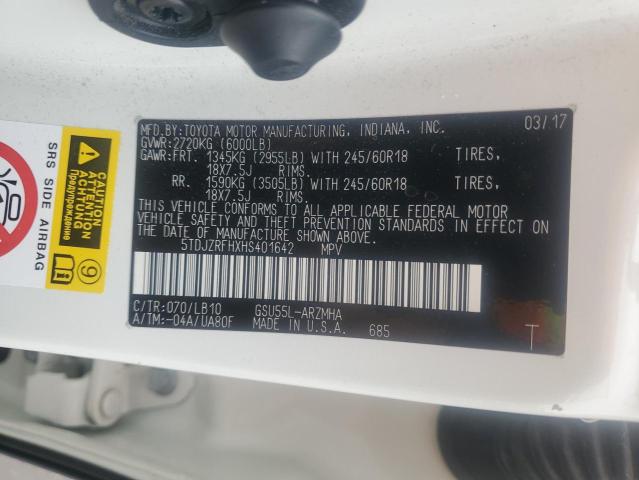 MFD.BY:TOYOTA MOTOR MANUFACTURING, INDIANA, INC. 03/17
GVWR:2720KG (6000LB)
GAWR:FRT. 1345KG (2955LB) WITH 245/60R18 TIRES,
18X7.5J RIMS.
RR. 1590KG (3505LB) WITH 245/60R18 TIRES,
18X7.5J RIMS.
THIS VEHICLE CONFORMS TO ALL APPLICABLE FEDERAL MOTOR
VEHICLE SAFETY AND THEFT PREVENTION STANDARDS IN EFFECT ON
THE DATE OF MANUFACTURE SHOWN ABOVE.
5TDJZRFHXHS401642 MPV
C/TR:070/LB10 GSU55L-ARZMHA
A/TM:-04A/UA80F MADE IN U.S.A. 685
T
SRS SIDE AIRBAG
CAUTION
ATTENTION
ACHTUNG
предупреждение
9